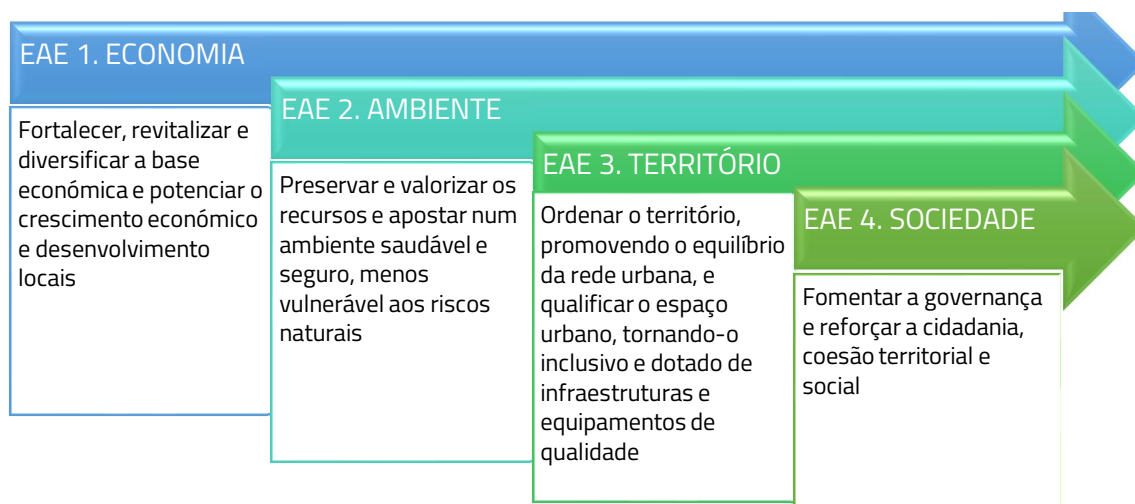 EAE 1. ECONOMIA
Fortalecer, revitalizar e
diversificar a base
económica e potenciar o
crescimento económico
e desenvolvimento
locais
EAE 2. AMBIENTE
Preservar e valorizar os
recursos e apostar num
ambiente saudável e
seguro, menos
vulnerável aos riscos
naturais
EAE 3. TERRITÓRIO
Ordenar o território,
promovendo o equilíbrio
da rede urbana, e
qualificar o espaço
urbano, tornando-o
inclusivo e dotado de
infraestruturas e
equipamentos de
qualidade
EAE 4. SOCIEDADE
Fomentar a governança
e reforçar a cidadania,
coesão territorial e
social